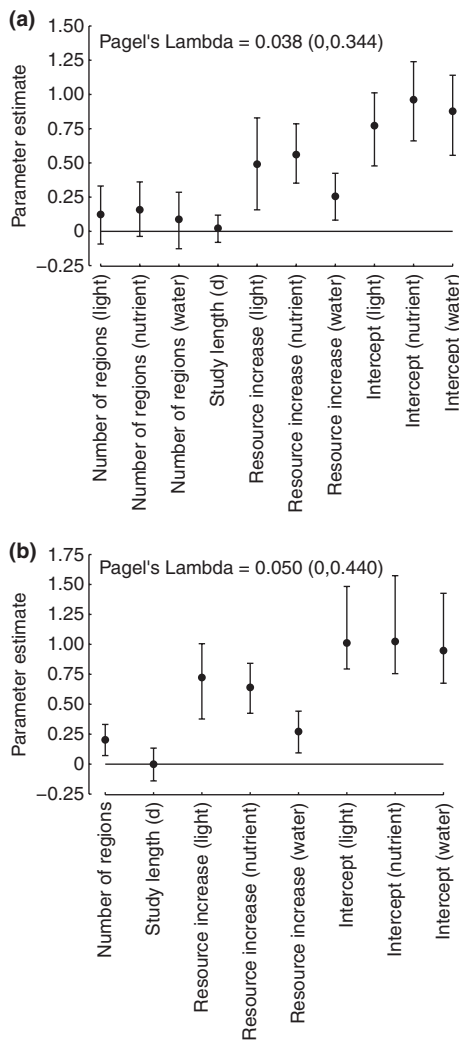 (a)
Pagel's Lambda = 0.038 (0,0.344)
Parameter estimate
1.50
1.25
1.00
0.75
0.50
0.25
0
−0.25
Number of regions (light)
Number of regions (nutrient)
Number of regions (water)
Study length (d)
Resource increase (light)
Resource increase (nutrient)
Resource increase (water)
Intercept (light)
Intercept (nutrient)
Intercept (water)
(b)
Pagel's Lambda = 0.050 (0,0.440)
Parameter estimate
1.75
1.50
1.25
1.00
0.75
0.50
0.25
0
−0.25
Number of regions
Study length (d)
Resource increase (light)
Resource increase (nutrient)
Resource increase (water)
Intercept (light)
Intercept (nutrient)
Intercept (water)